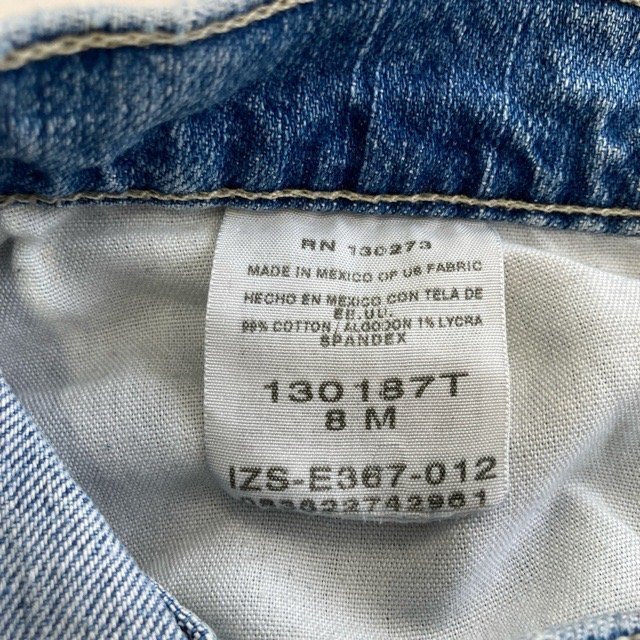 RN 130273
MADE IN MEXICO OF US FABRIC
HECHO EN MEXICO CON TELA DE
EE.UU.
99% COTTON/ALGODON 1% LYCRA
SPANDEX
130187T
8 M
IZS-E367-012